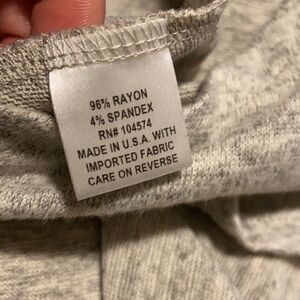 96% RAYON
4% SPANDEX
RN# 104574
MADE IN U.S.A. WITH
IMPORTED FABRIC
CARE ON REVERSE